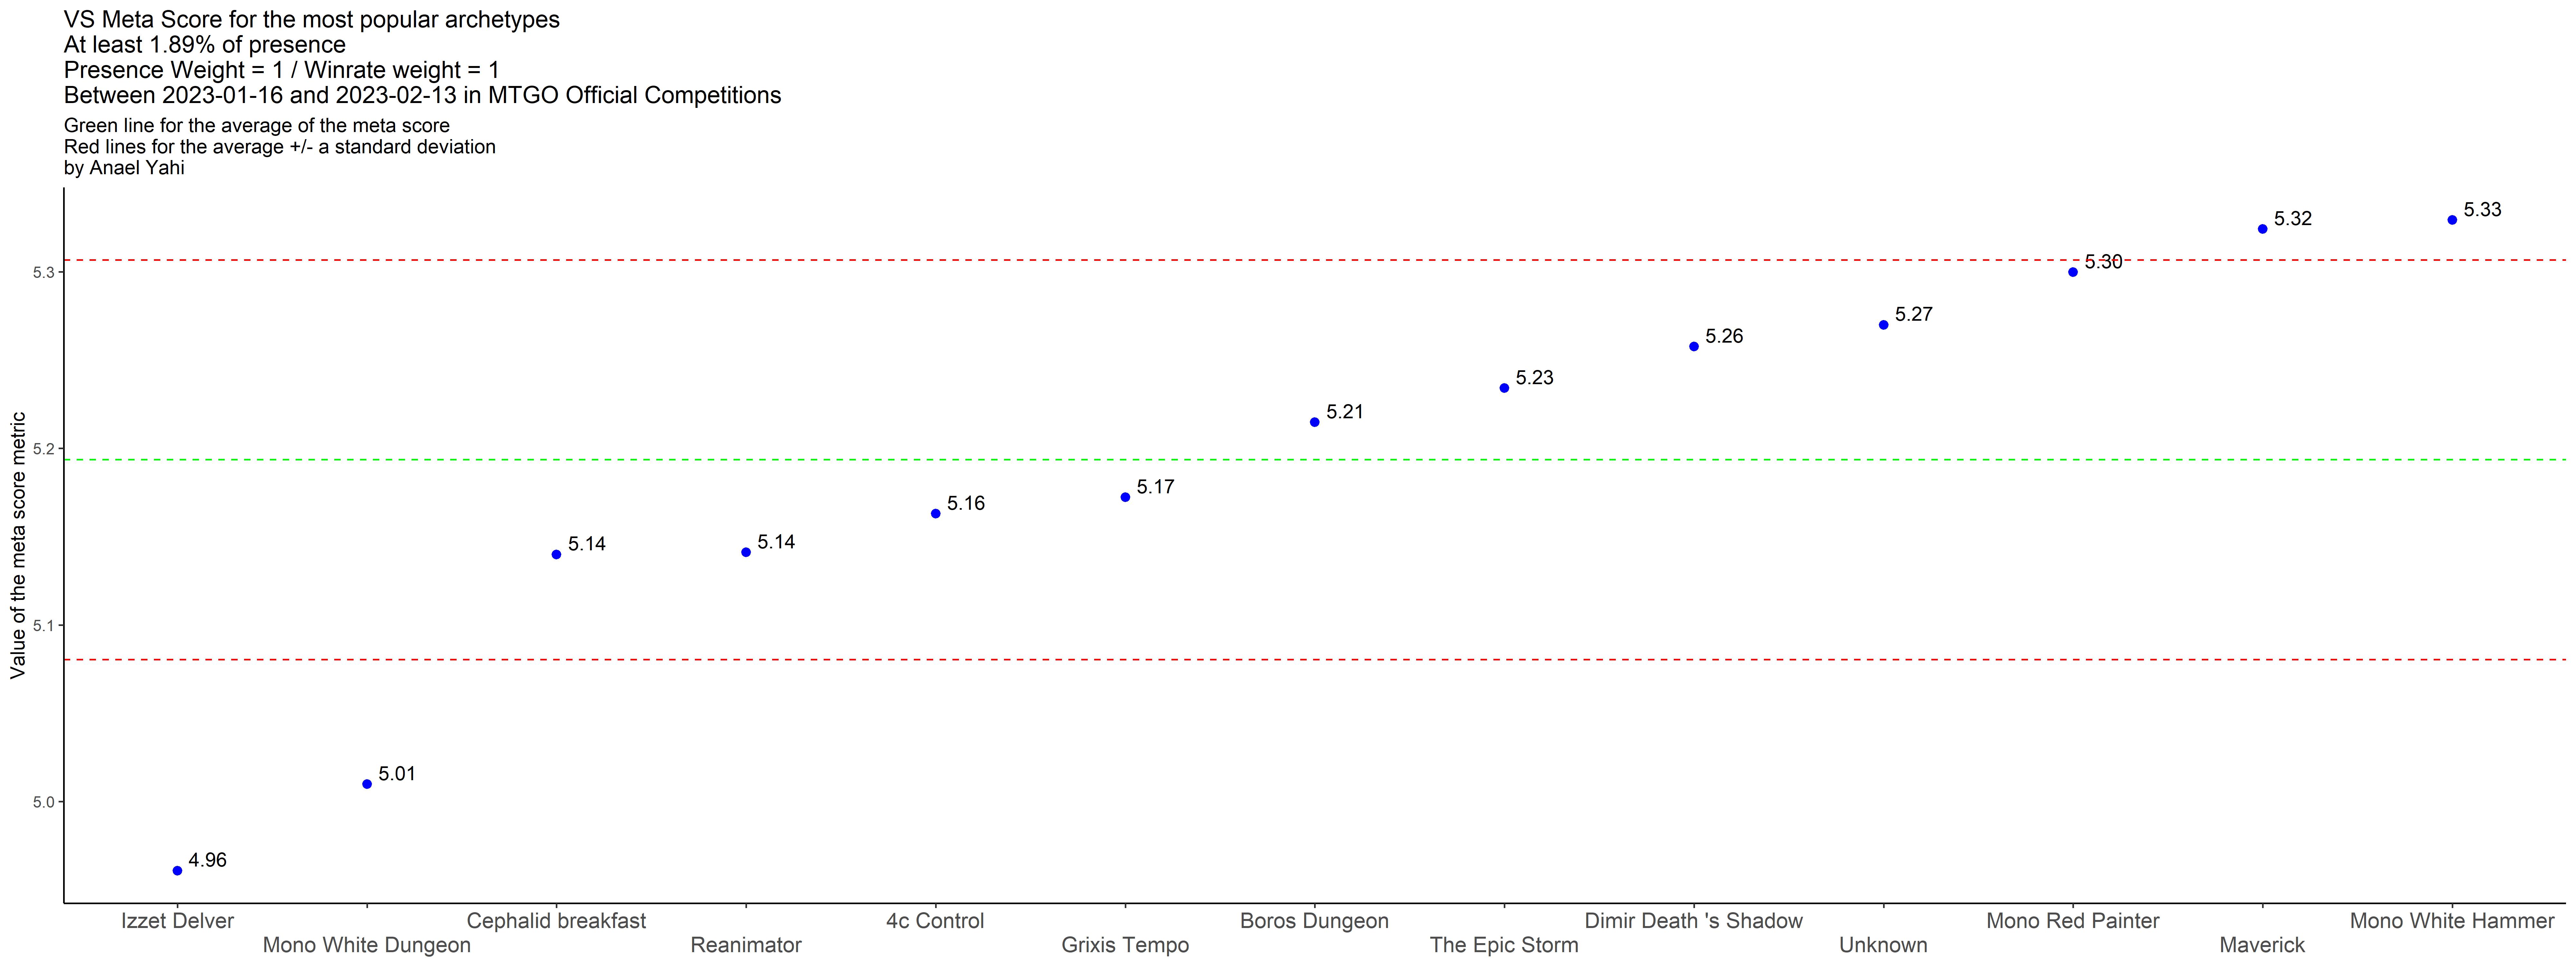 VS Meta Score for the most popular archetypes
At least 1.89% of presence
Presence Weight = 1 / Winrate weight = 1
Between 2023-01-16 and 2023-02-13 in MTGO Official Competitions
Green line for the average of the meta score
Red lines for the average +/- a standard deviation
by Anael Yahi
Value of the meta score metric
5.3
5.2
5.1
5.0
4.96
5.01
5.14
5.14
5.16
5.17
5.21
5.23
5.26
5.27
5.30
5.32
5.33
Izzet Delver
Mono White Dungeon
Cephalid breakfast
Reanimator
4c Control
Grixis Tempo
Boros Dungeon
The Epic Storm
Dimir Death 's Shadow
Unknown
Mono Red Painter
Maverick
Mono White Hammer